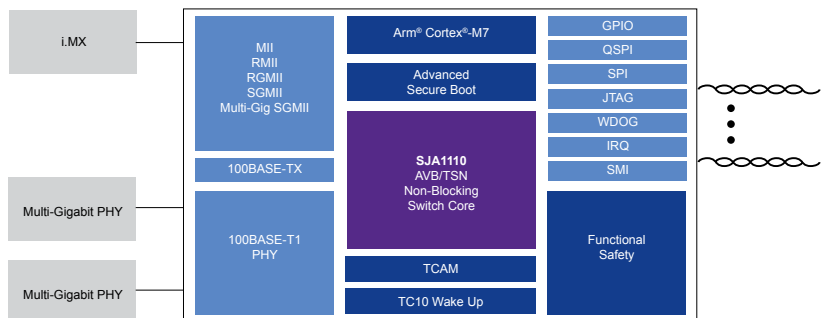 i.MX
Multi-Gigabit PHY
Multi-Gigabit PHY
MII
RMII
RGMII
SGMII
Multi-Gig SGMII
100BASE-TX
100BASE-T1
PHY
Arm® Cortex®-M7
Advanced
Secure Boot
SJA1110
AVB/TSN
Non-Blocking
Switch Core
TCAM
TC10 Wake Up
GPIO
QSPI
SPI
JTAG
WDOG
IRQ
SMI
Functional
Safety